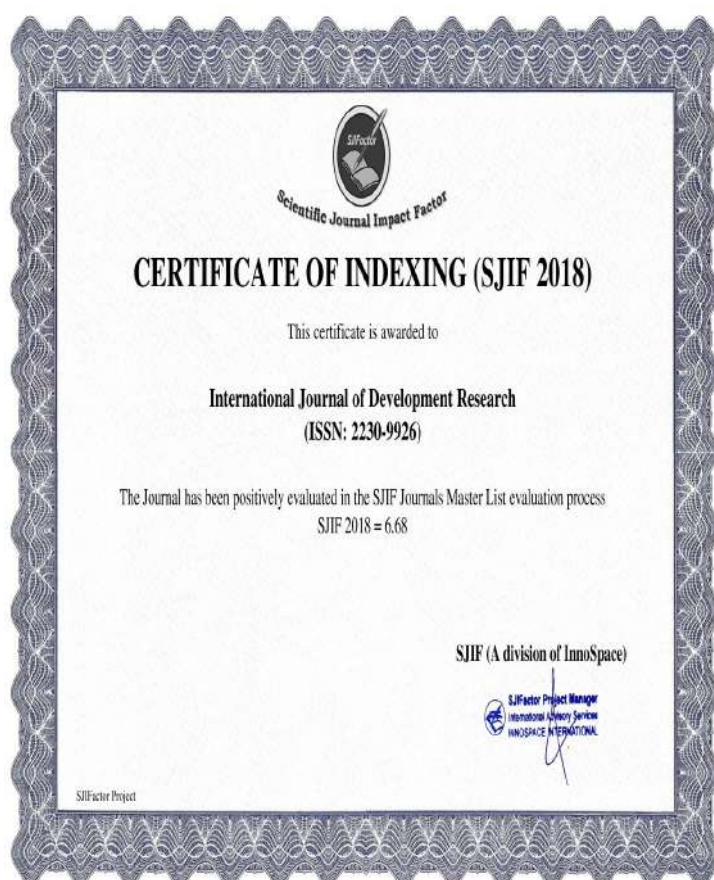 SJIFactor
Scientific Journal Impact Factor
CERTIFICATE OF INDEXING (SJIF 2018)
This certificate is awarded to
International Journal of Development Research
(ISSN: 2230-9926)
The Journal has been positively evaluated in the SJIF Journals Master List evaluation process
SJIF 2018 = 6.68
SJIF (A division of InnoSpace)
SJIFactor Project Manager
International Advisory Services
INNOSPACE INTERNATIONAL
SJIFactor Project